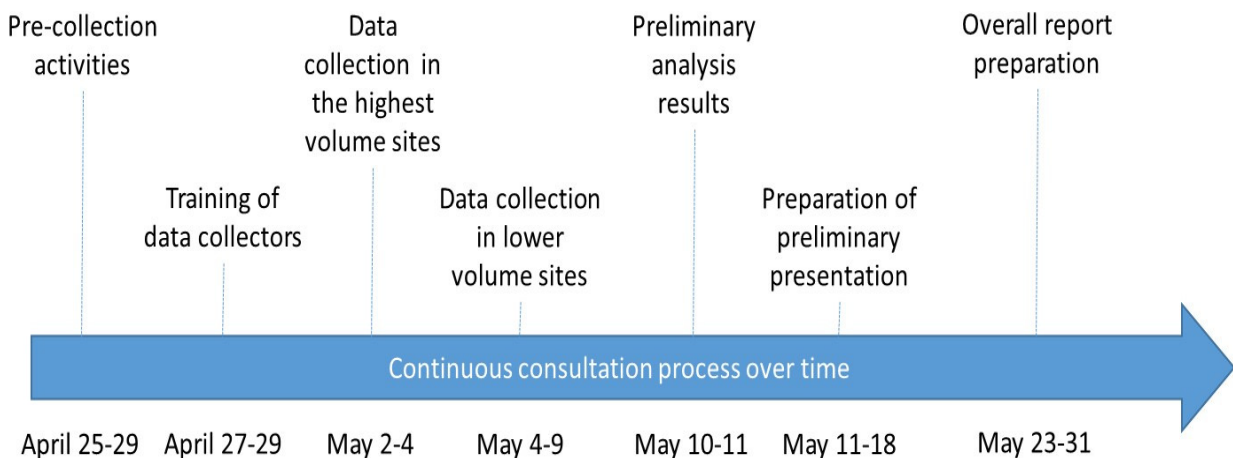 Pre-collection
activities
Data
collection in
the highest
volume sites
Preliminary
analysis
results
Overall report
preparation
Training of
data collectors
Data collection
in lower
volume sites
Preparation of
preliminary
presentation
Continuous consultation process over time
April 25-29
April 27-29
May 2-4
May 4-9
May 10-11
May 11-18
May 23-31